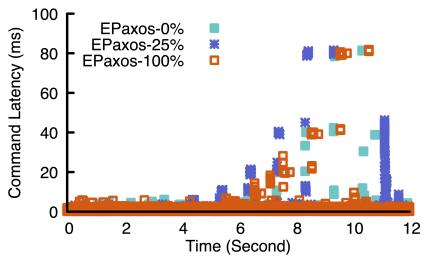 100
80
60
40
20
0
Command Latency (ms)
EPaxos-0%
EPaxos-25%
EPaxos-100%
0 2 4 6 8 10 12
Time (Second)